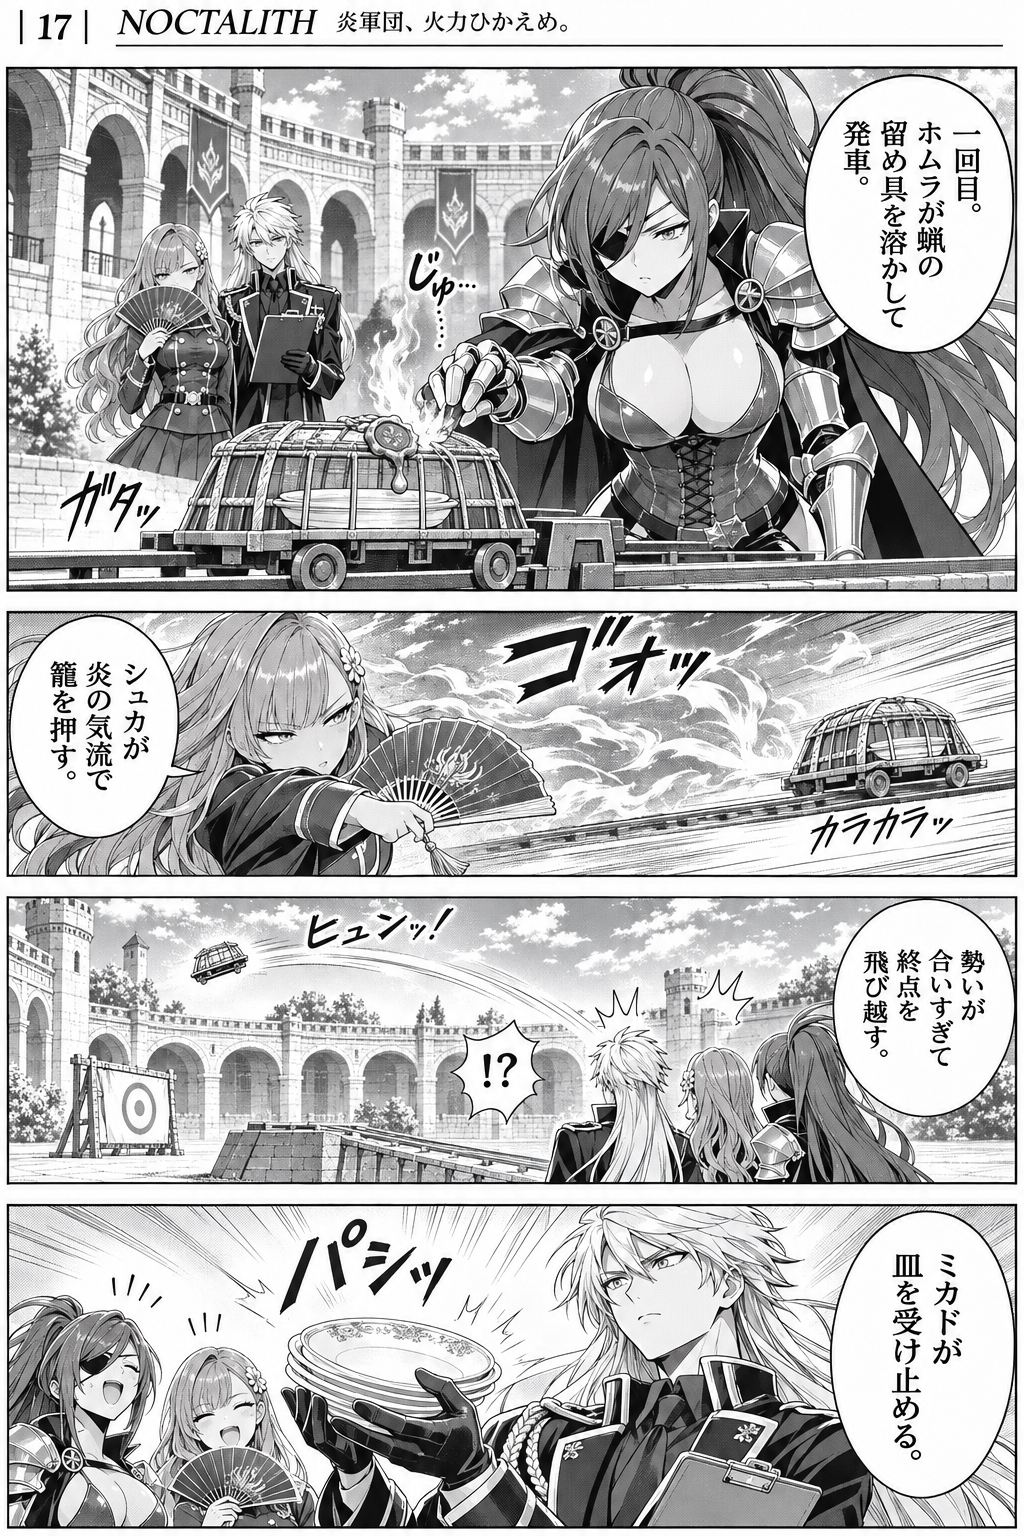 17
NOCTALITH 炎軍団、火力ひかえめ。
一回目。
ホムラが蝋の
留め具を溶かして
発車。
じゅ…
ガタッ
ゴオッ
シュカが
炎の気流で
籠を押す。
カラカラッ
ヒュンッ!
勢いが
合いすぎて
終点を
飛び越す。
!?
ミカドが
皿を受け止める。
パシッ